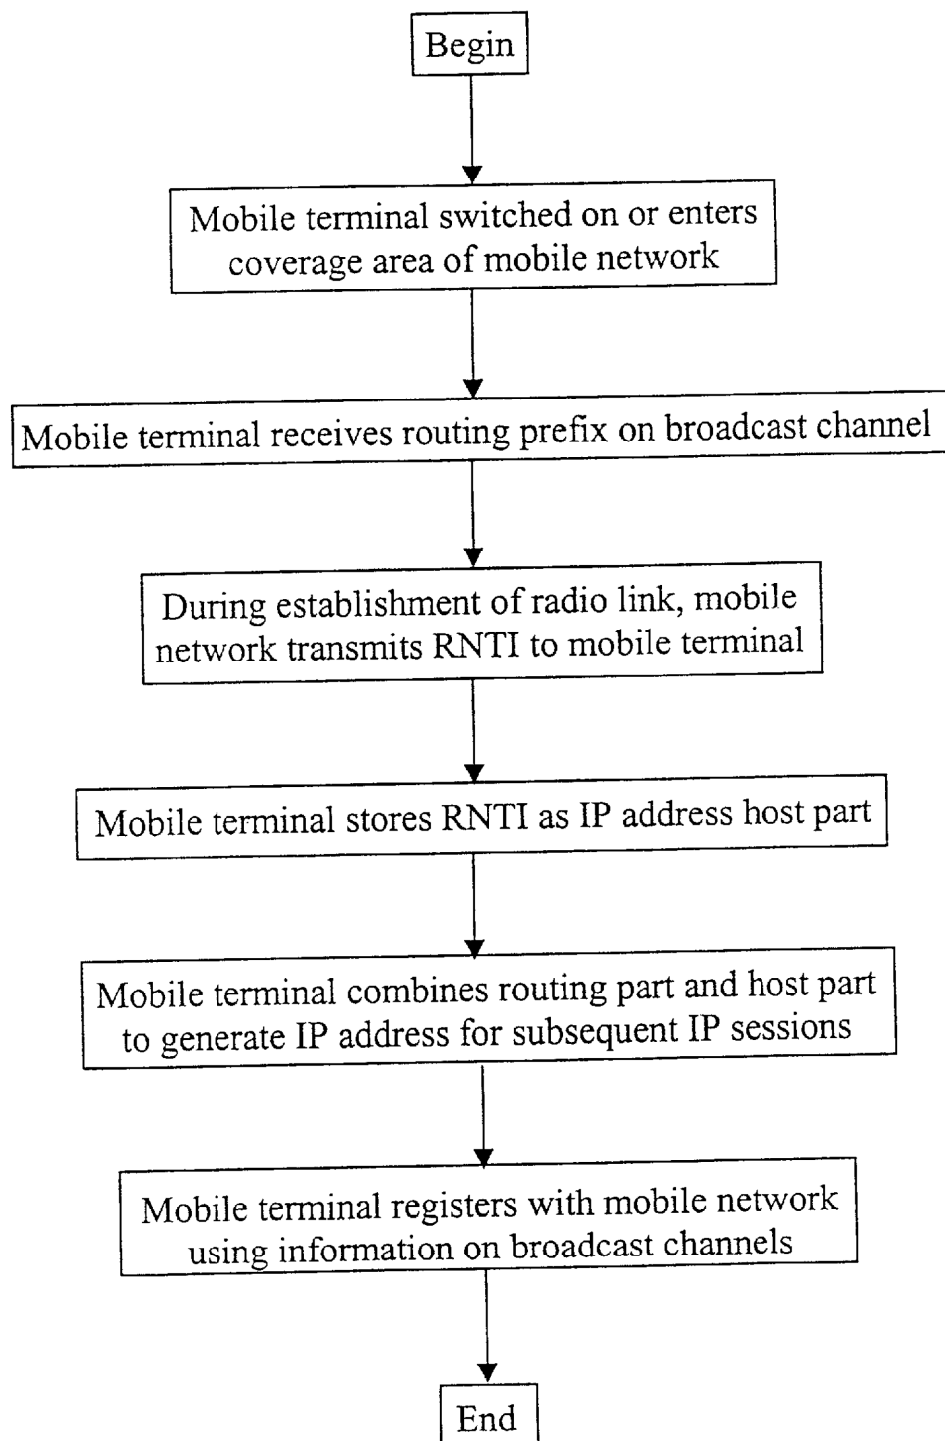 Begin
Mobile terminal switched on or enters
coverage area of mobile network
Mobile terminal receives routing prefix on broadcast channel
During establishment of radio link, mobile
network transmits RNTI to mobile terminal
Mobile terminal stores RNTI as IP address host part
Mobile terminal combines routing part and host part
to generate IP address for subsequent IP sessions
Mobile terminal registers with mobile network
using information on broadcast channels
End